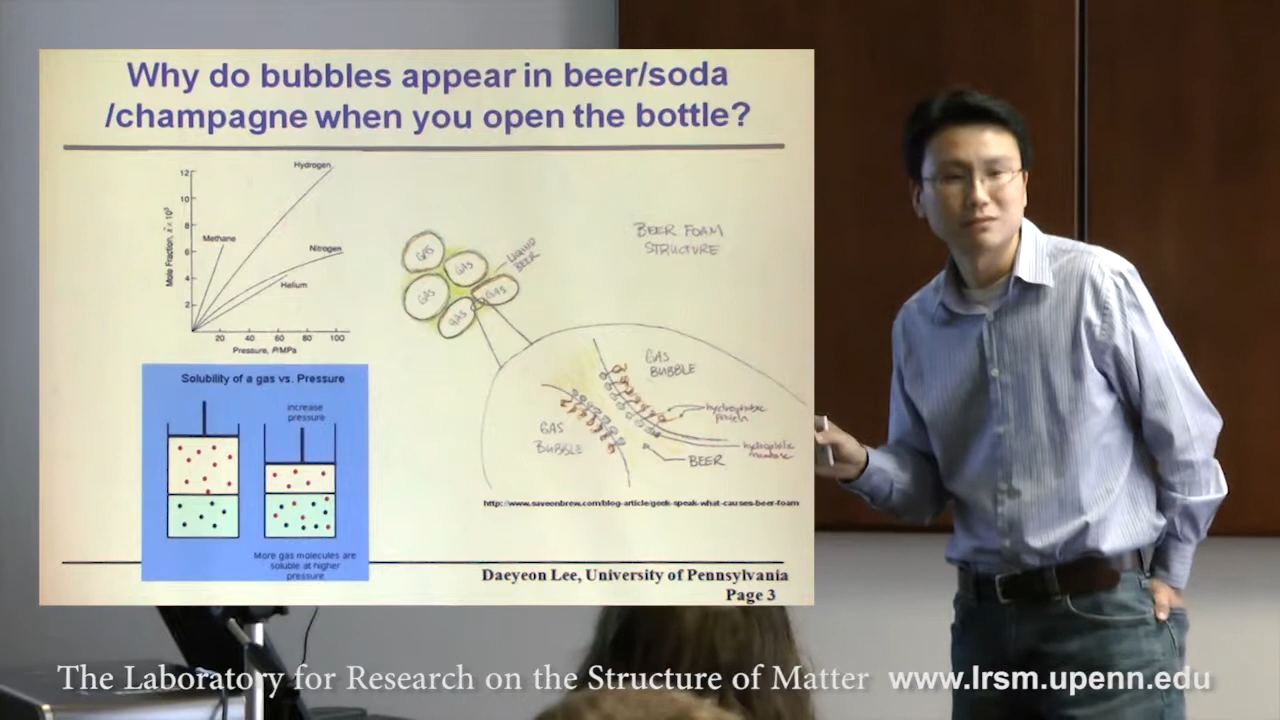 Why do bubbles appear in beer/soda
/champagne when you open the bottle?
12
10
8
6
4
2
Mole Fraction, x̄ × 10³
Hydrogen
Methane
Nitrogen
Helium
20 40 60 80 100
Pressure, P/MPa
Solubility of a gas vs. Pressure
increase
pressure
More gas molecules are
soluble at higher
pressure
GAS
GAS
GAS
GAS
GAS
LIQUID
BEER
BEER FOAM
STRUCTURE
GAS
BUBBLE
GAS
BUBBLE
hydrophobic
BEER
hydrophilic
http://www.saveonbrew.com/blog-article/geek-speak-what-causes-beer-foam
Daeyeon Lee, University of Pennsylvania
Page 3
The Laboratory for Research on the Structure of Matter www.lrsm.upenn.edu